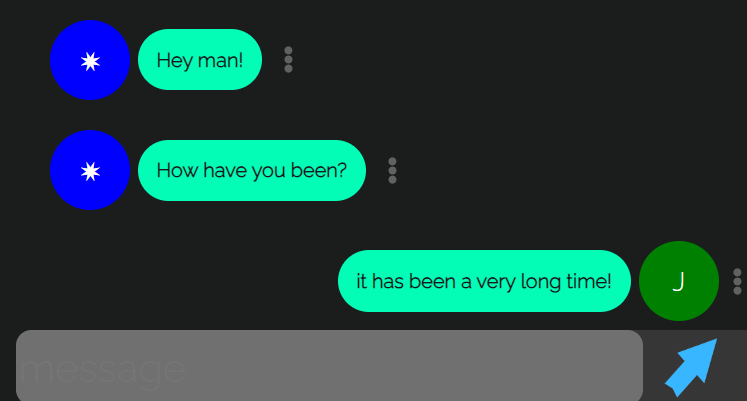 Hey man!
How have you been?
it has been a very long time!
J
message